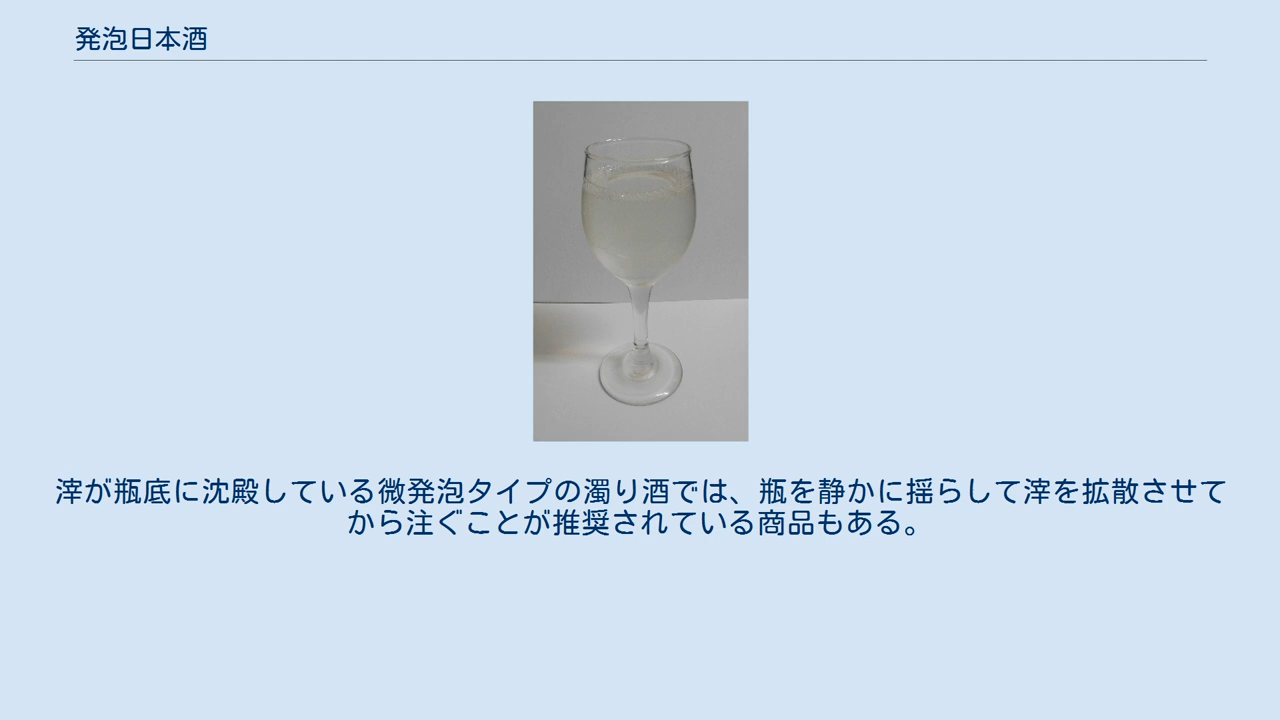 発泡日本酒
滓が瓶底に沈殿している微発泡タイプの濁り酒では、瓶を静かに揺らして滓を拡散させて
から注ぐことが推奨されている商品もある。